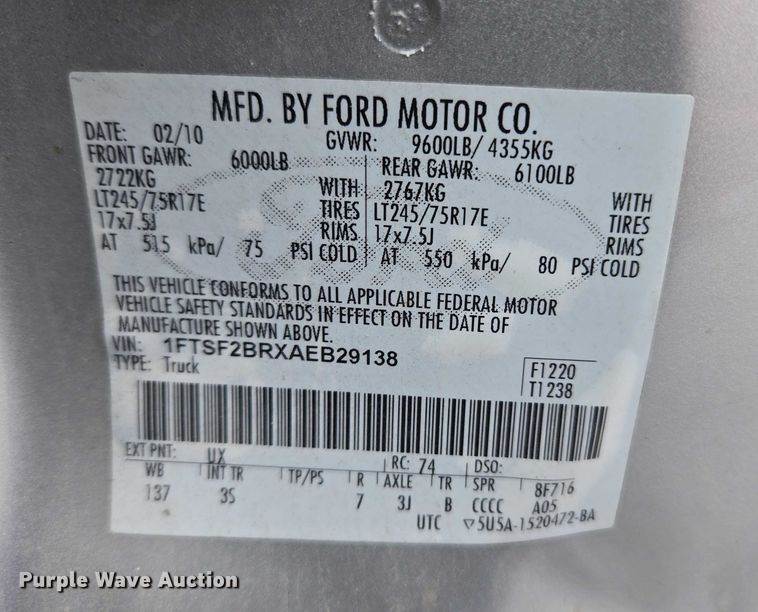 MFD. BY FORD MOTOR CO.
DATE: 02/10 GVWR: 9600LB/ 4355KG
FRONT GAWR: 6000LB REAR GAWR: 6100LB
2722KG WITH 2767KG WITH
LT245/75R17E TIRES LT245/75R17E TIRES
17x7.5J RIMS 17x7.5J RIMS
AT 515 kPa/ 75 PSI COLD AT 550 kPa/ 80 PSI COLD
THIS VEHICLE CONFORMS TO ALL APPLICABLE FEDERAL MOTOR
VEHICLE SAFETY STANDARDS IN EFFECT ON THE DATE OF
MANUFACTURE SHOWN ABOVE.
VIN: 1FTSF2BRXAEB29138
TYPE: Truck
F1220
T1238
EXT PNT: UX RC: 74 DSO:
WB INT TR TP/PS R AXLE TR SPR 8F716
137 3S 7 3J B CCCC A05
UTC ▽5U5A-1520472-BA
Purple Wave Auction